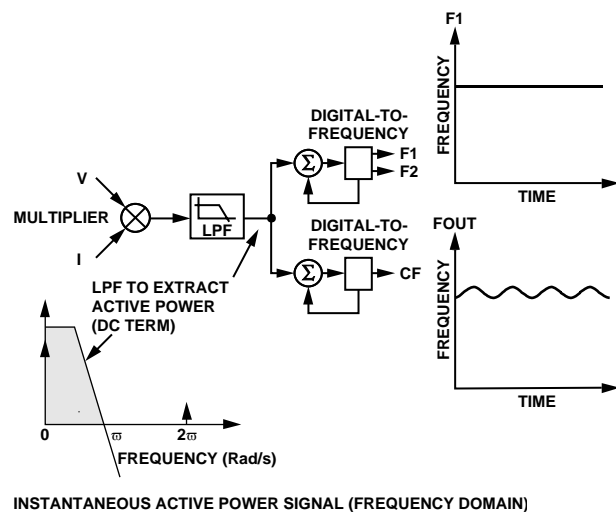 F1
FREQUENCY
TIME
DIGITAL-TO-
FREQUENCY
Σ
F1
F2
V
MULTIPLIER
I
LPF
DIGITAL-TO-
FREQUENCY
Σ
CF
FOUT
FREQUENCY
TIME
LPF TO EXTRACT
ACTIVE POWER
(DC TERM)
0
ϖ
2ϖ
FREQUENCY (Rad/s)
INSTANTANEOUS ACTIVE POWER SIGNAL (FREQUENCY DOMAIN)